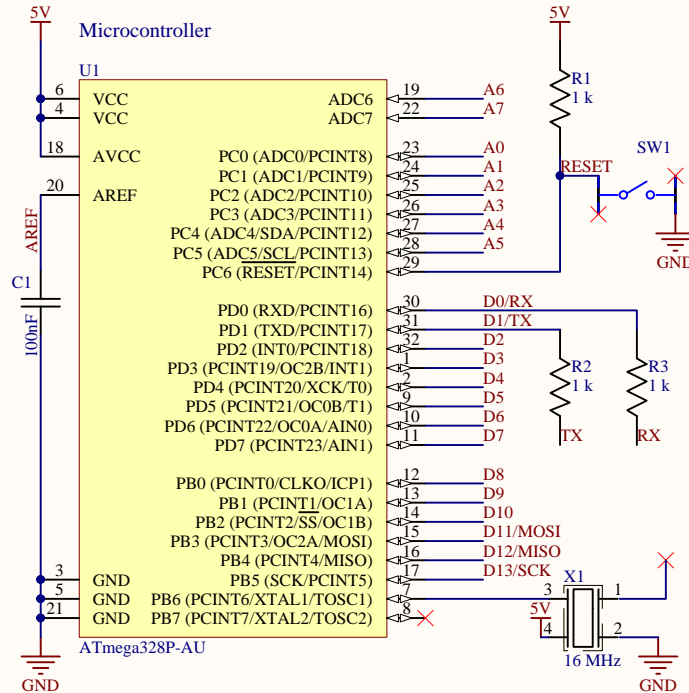 5V
Microcontroller
5V
U1
6 VCC ADC6 19 A6
4 VCC ADC7 22 A7
R1
1 k
18 AVCC PC0 (ADC0/PCINT8) 23 A0
PC1 (ADC1/PCINT9) 24 A1
20 AREF PC2 (ADC2/PCINT10) 25 A2
PC3 (ADC3/PCINT11) 26 A3
PC4 (ADC4/SDA/PCINT12) 27 A4
PC5 (ADC5/SCL/PCINT13) 28 A5
PC6 (RESET/PCINT14) 29
RESET
SW1
GND
AREF
C1
100nF
PD0 (RXD/PCINT16) 30 D0/RX
PD1 (TXD/PCINT17) 31 D1/TX
PD2 (INT0/PCINT18) 32 D2
PD3 (PCINT19/OC2B/INT1) 1 D3
PD4 (PCINT20/XCK/T0) 2 D4
PD5 (PCINT21/OC0B/T1) 9 D5
PD6 (PCINT22/OC0A/AIN0) 10 D6
PD7 (PCINT23/AIN1) 11 D7
R2
1 k
TX
R3
1 k
RX
PB0 (PCINT0/CLKO/ICP1) 12 D8
PB1 (PCINT1/OC1A) 13 D9
PB2 (PCINT2/SS/OC1B) 14 D10
PB3 (PCINT3/OC2A/MOSI) 15 D11/MOSI
PB4 (PCINT4/MISO) 16 D12/MISO
3 GND PB5 (SCK/PCINT5) 17 D13/SCK
5 GND PB6 (PCINT6/XTAL1/TOSC1) 7
21 GND PB7 (PCINT7/XTAL2/TOSC2) 8
X1
3 1
5V
4 2
16 MHz
ATmega328P-AU
GND
GND